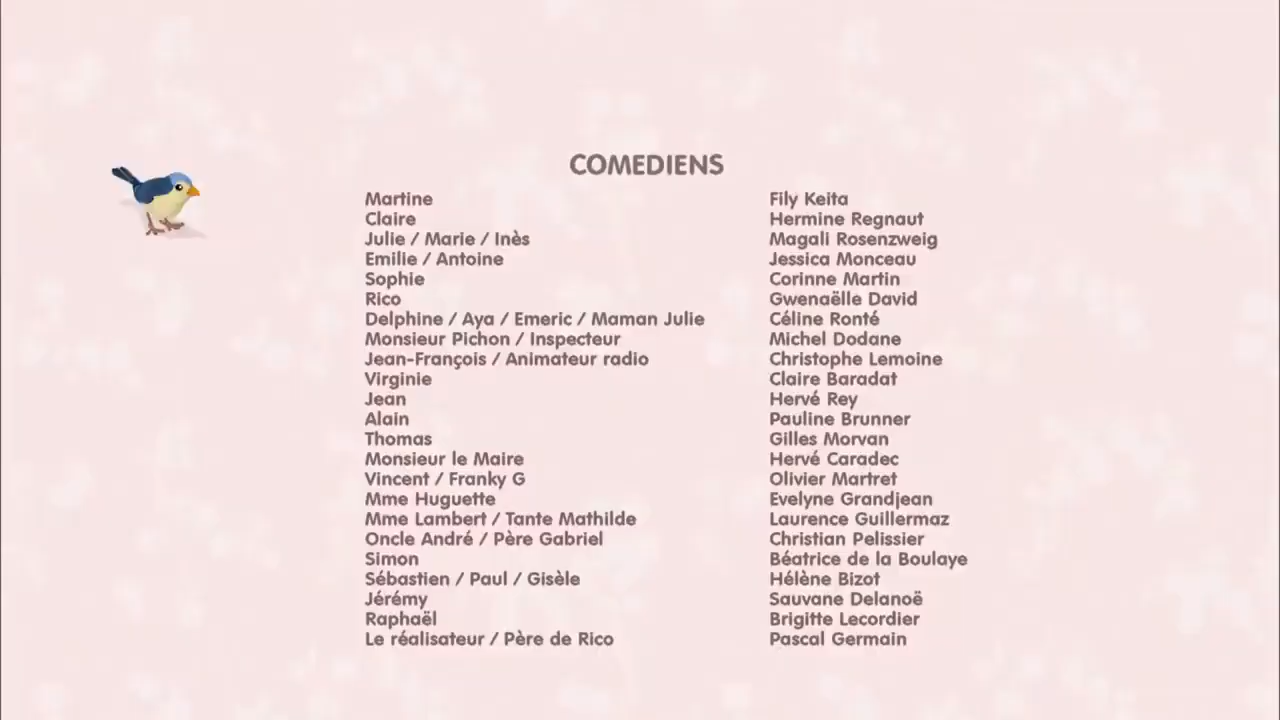 COMEDIENS
Martine Fily Keita
Claire Hermine Regnaut
Julie / Marie / Inès Magali Rosenzweig
Emilie / Antoine Jessica Monceau
Sophie Corinne Martin
Rico Gwenaëlle David
Delphine / Aya / Emeric / Maman Julie Céline Ronté
Monsieur Pichon / Inspecteur Michel Dodane
Jean-François / Animateur radio Christophe Lemoine
Virginie Claire Baradat
Jean Hervé Rey
Alain Pauline Brunner
Thomas Gilles Morvan
Monsieur le Maire Hervé Caradec
Vincent / Franky G Olivier Martret
Mme Huguette Evelyne Grandjean
Mme Lambert / Tante Mathilde Laurence Guillermaz
Oncle André / Père Gabriel Christian Pelissier
Simon Béatrice de la Boulaye
Sébastien / Paul / Gisèle Hélène Bizot
Jérémy Sauvane Delanoë
Raphaël Brigitte Lecordier
Le réalisateur / Père de Rico Pascal Germain